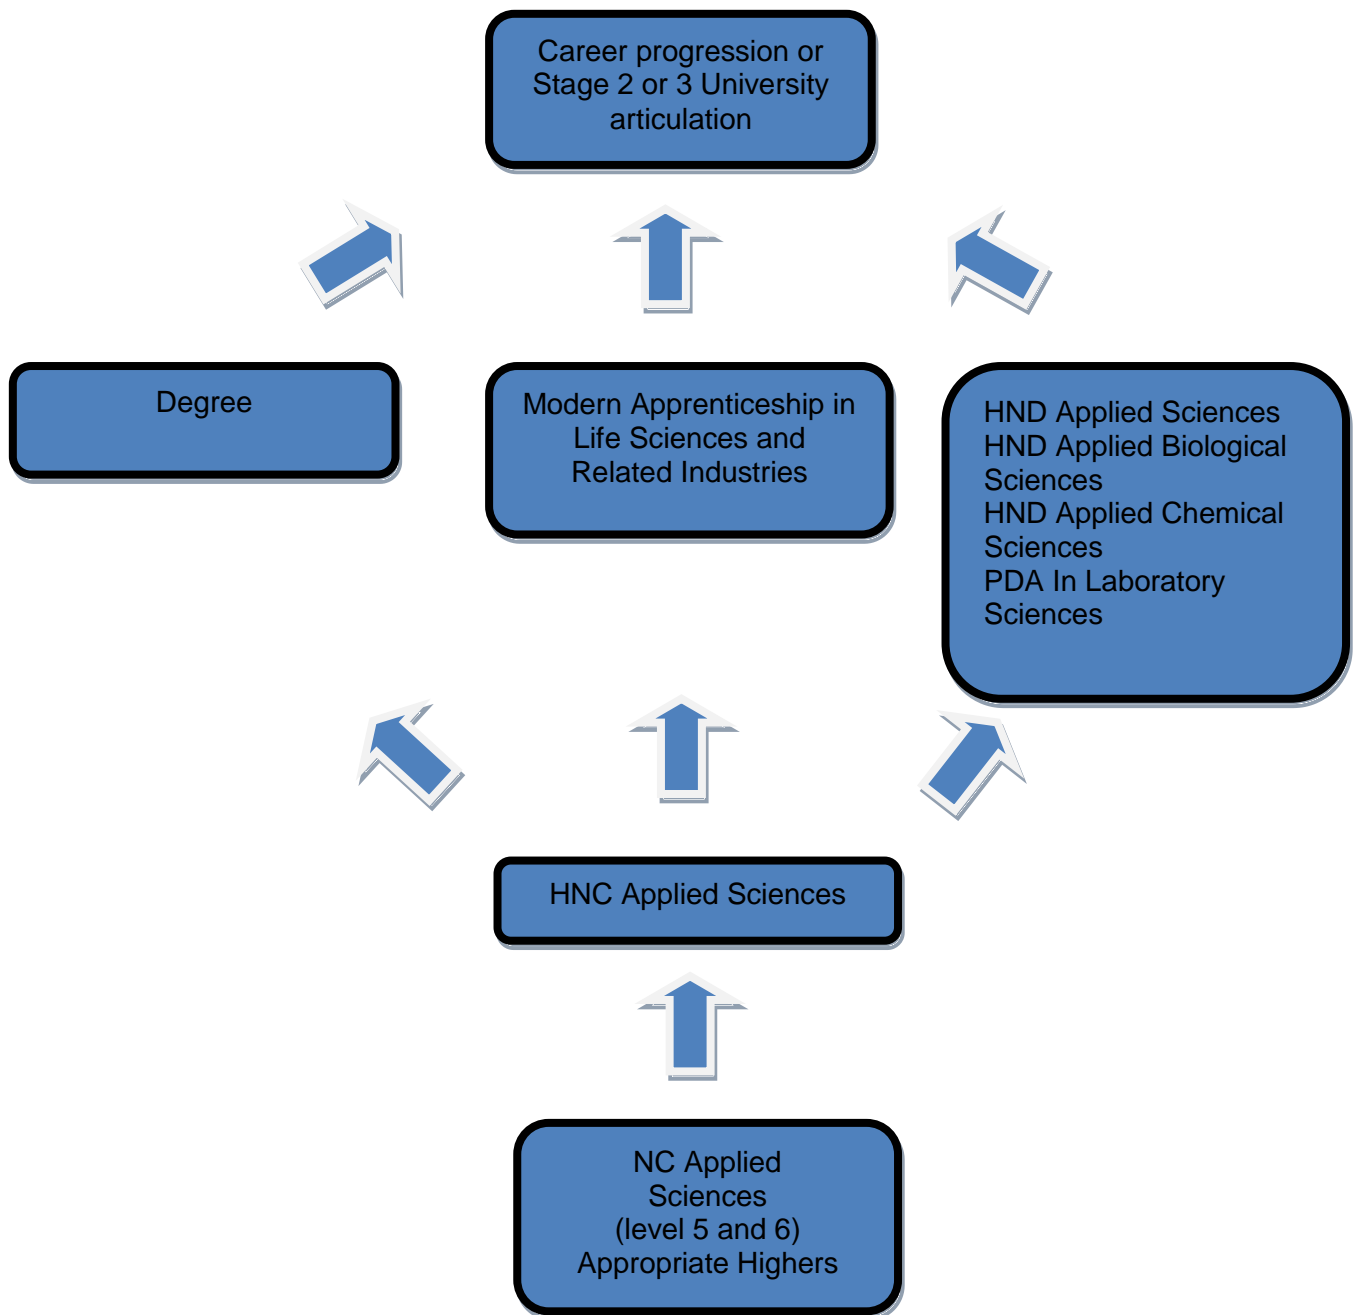 Career progression or
Stage 2 or 3 University
articulation
Degree
Modern Apprenticeship in
Life Sciences and
Related Industries
HND Applied Sciences
HND Applied Biological
Sciences
HND Applied Chemical
Sciences
PDA In Laboratory
Sciences
HNC Applied Sciences
NC Applied
Sciences
(level 5 and 6)
Appropriate Highers